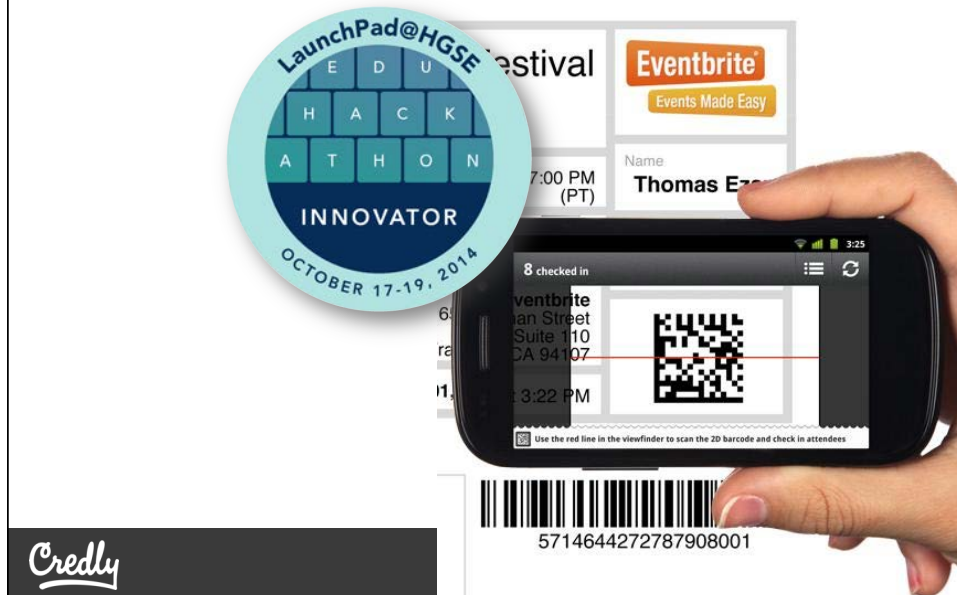 LaunchPad@HGSE
E D U
H A C K
A T H O N
INNOVATOR
OCTOBER 17-19, 2014
estival
Eventbrite
Events Made Easy
7:00 PM
(PT)
Name
Thomas
3:25
8 checked in
ventbrite
Street
Suite 110
CA 94107
3:22 PM
Use the red line in the viewfinder to scan the 2D barcode and check in attendees
5714644272787908001
Credly